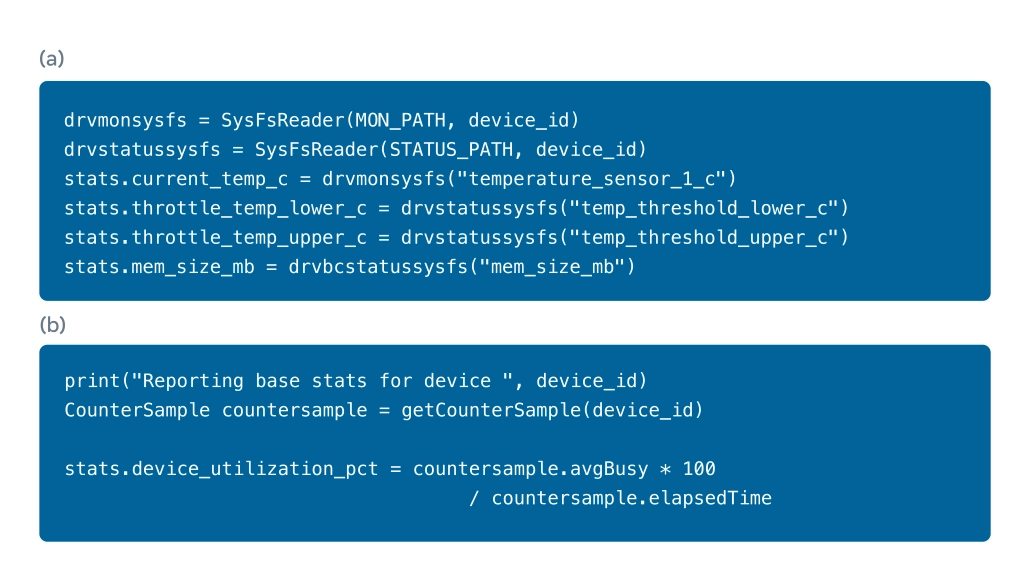 (a)
drvmonsysfs = SysFsReader(MON_PATH, device_id)
drvstatussysfs = SysFsReader(STATUS_PATH, device_id)
stats.current_temp_c = drvmonsysfs("temperature_sensor_1_c")
stats.throttle_temp_lower_c = drvstatussysfs("temp_threshold_lower_c")
stats.throttle_temp_upper_c = drvstatussysfs("temp_threshold_upper_c")
stats.mem_size_mb = drvbcstatussysfs("mem_size_mb")
(b)
print("Reporting base stats for device ", device_id)
CounterSample countersample = getCounterSample(device_id)
stats.device_utilization_pct = countersample.avgBusy * 100
/ countersample.elapsedTime